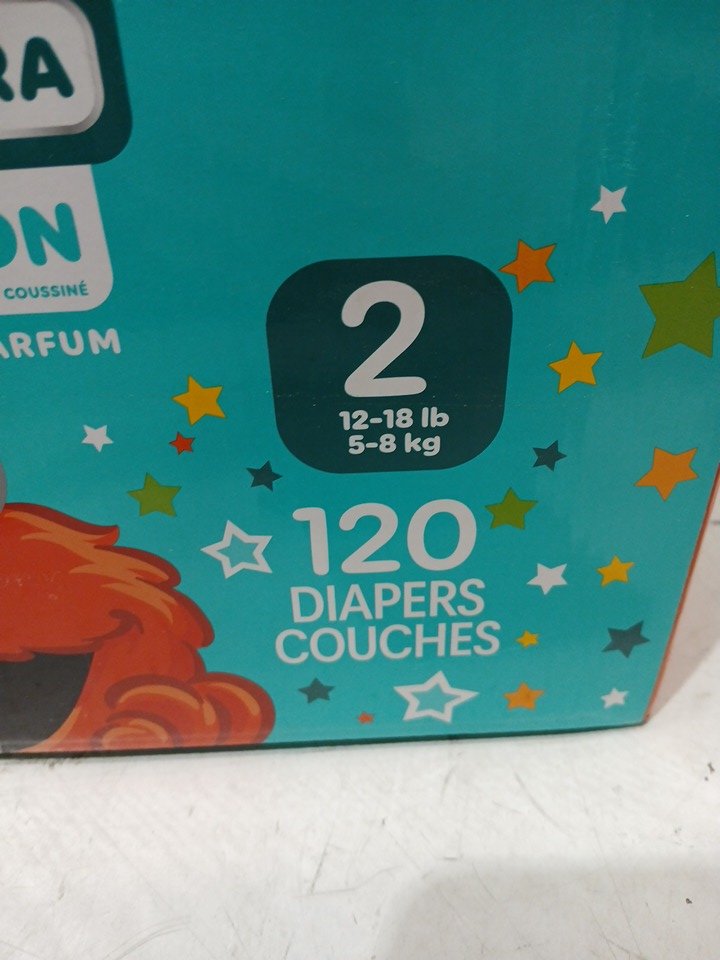 RA
ON
COUSSINÉ
ARFUM
2
12-18 lb
5-8 kg
120
DIAPERS
COUCHES